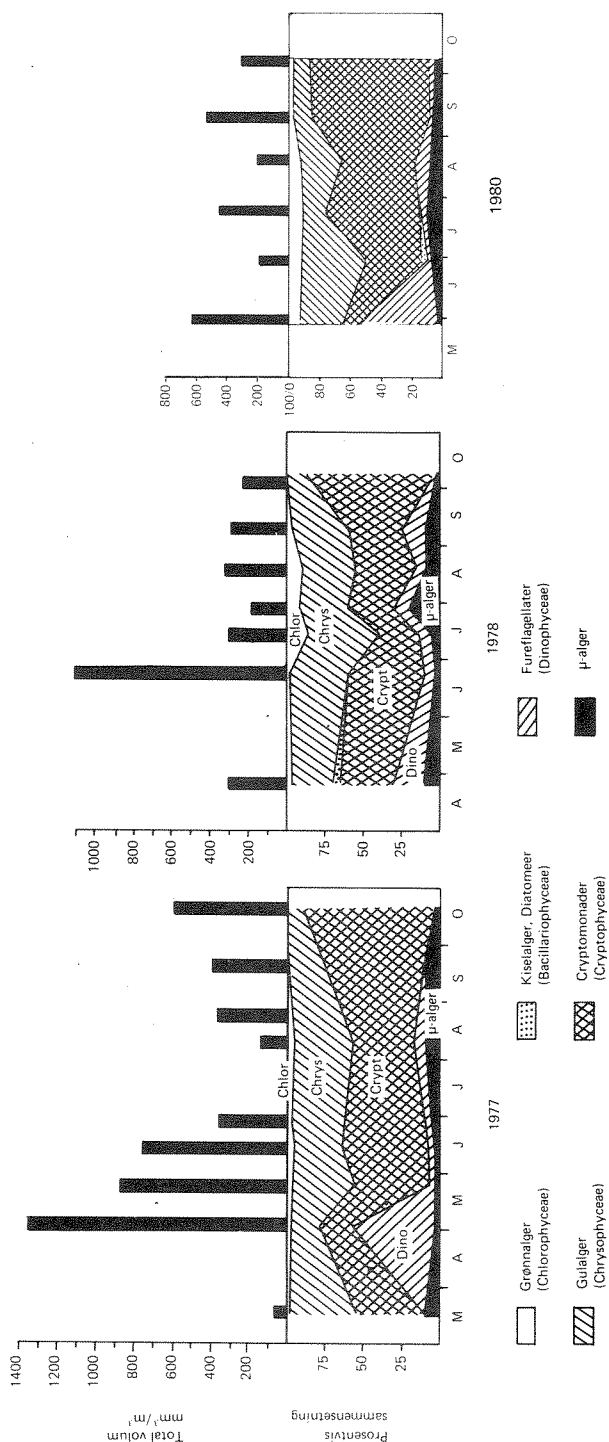 Total volum
mm³/m³
1400
1200
1000
800
600
400
200
Prosentvis
sammensetning
75
50
25
Chlor
Chrys
Crypt
Dino
µ-alger
M A M J J A S O
1977
1000
800
600
400
200
75
50
25
Chlor
Chrys
Crypt
Dino
µ-alger
A M J J A S O
1978
800
600
400
200
100/0
80
60
40
20
M J J A S O
1980
Grønnalger
(Chlorophyceae)
Kiselalger, Diatomeer
(Bacillariophyceae)
Fureflagellater
(Dinophyceae)
Gulalger
(Chrysophyceae)
Cryptomonader
(Cryptophyceae)
µ-alger